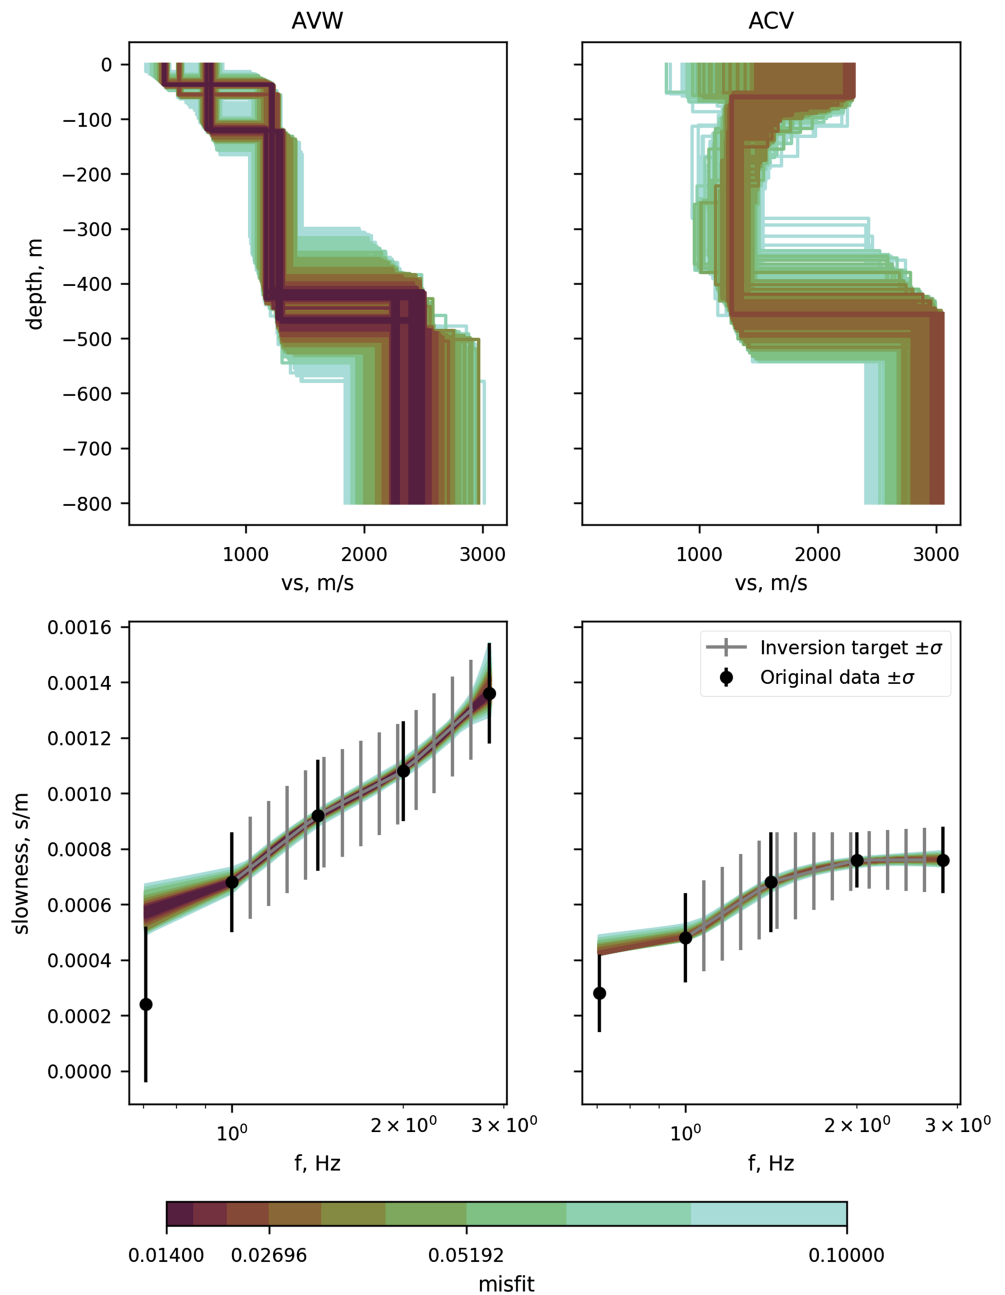 AVW
ACV
0
−100
−200
−300
−400
−500
−600
−700
−800
depth, m
1000
2000
3000
vs, m/s
1000
2000
3000
vs, m/s
0.0016
0.0014
0.0012
0.0010
0.0008
0.0006
0.0004
0.0002
0.0000
slowness, s/m
Inversion target ±σ
Original data ±σ
10⁰
2 × 10⁰
3 × 10⁰
f, Hz
10⁰
2 × 10⁰
3 × 10⁰
f, Hz
0.01400
0.02696
0.05192
0.10000
misfit